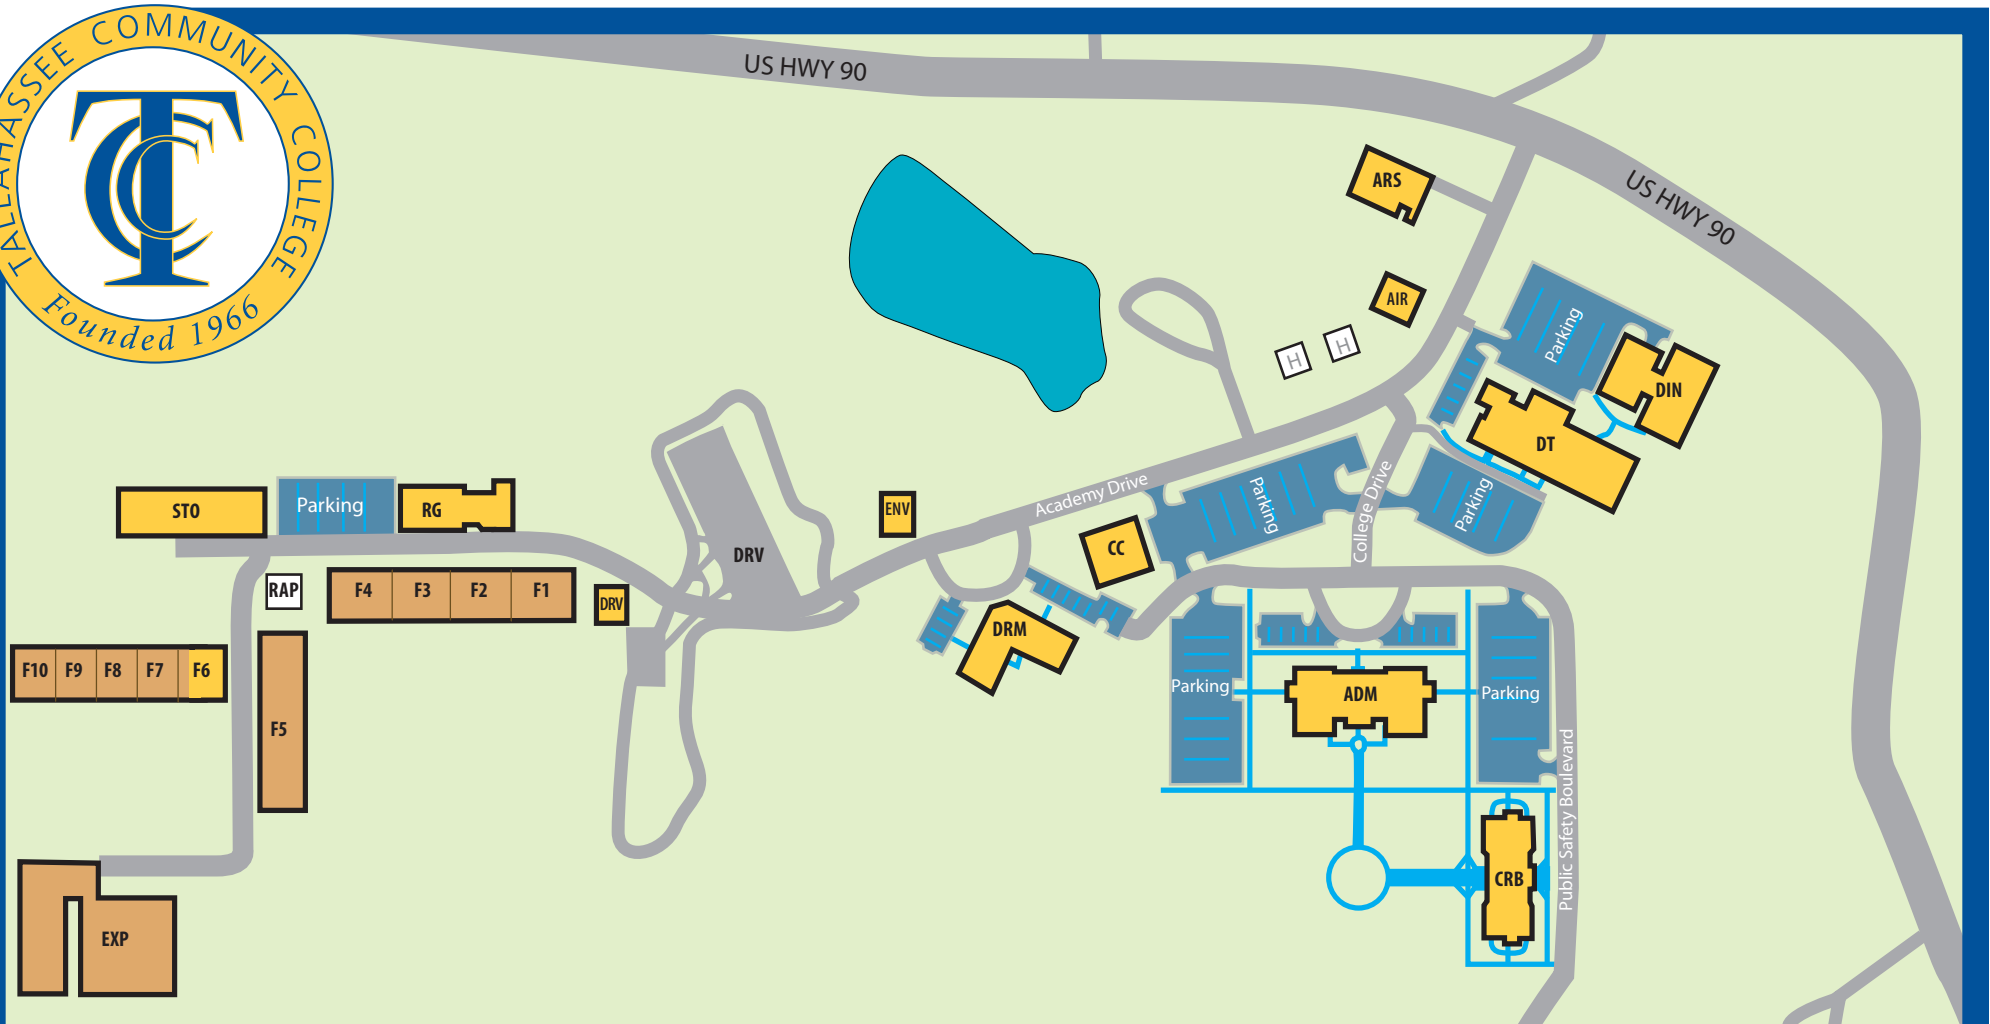 TALLAHASSEE COMMUNITY COLLEGE
TCC
Founded 1966
US HWY 90
US HWY 90
ARS
AIR
H
H
Parking
DIN
DT
Parking
Parking
College Drive
Academy Drive
CC
ENV
STO
Parking
RG
DRV
RAP
F4
F3
F2
F1
DRV
DRM
F10
F9
F8
F7
F6
F5
Parking
ADM
Parking
Public Safety Boulevard
CRB
EXP